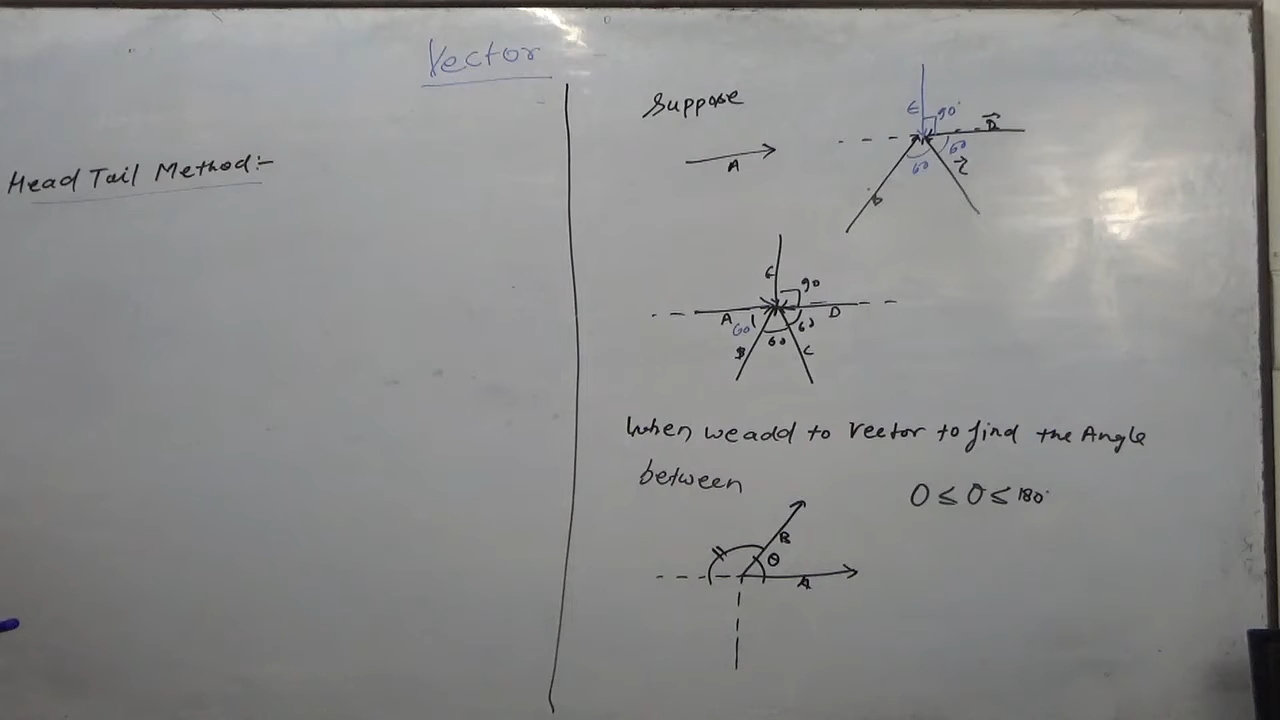 Vector
Head Tail Method:-
Suppose
A
E 90°
60
60
E 90
A D
60 60
60
B C
When we add to vector to find the Angle
between
0 ≤ θ ≤ 180°
B
θ
A